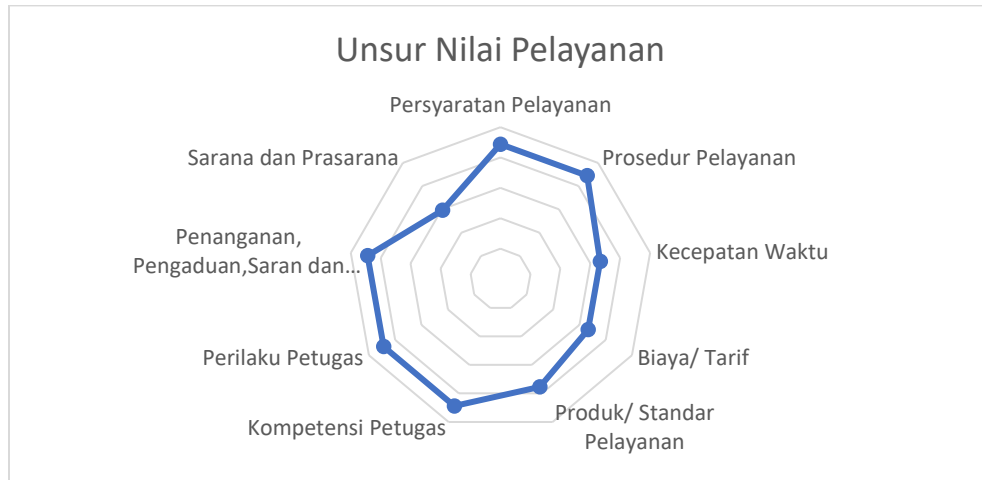 Unsur Nilai Pelayanan
Persyaratan Pelayanan
Prosedur Pelayanan
Kecepatan Waktu
Biaya/ Tarif
Produk/ Standar
Pelayanan
Kompetensi Petugas
Perilaku Petugas
Penanganan,
Pengaduan,Saran dan...
Sarana dan Prasarana